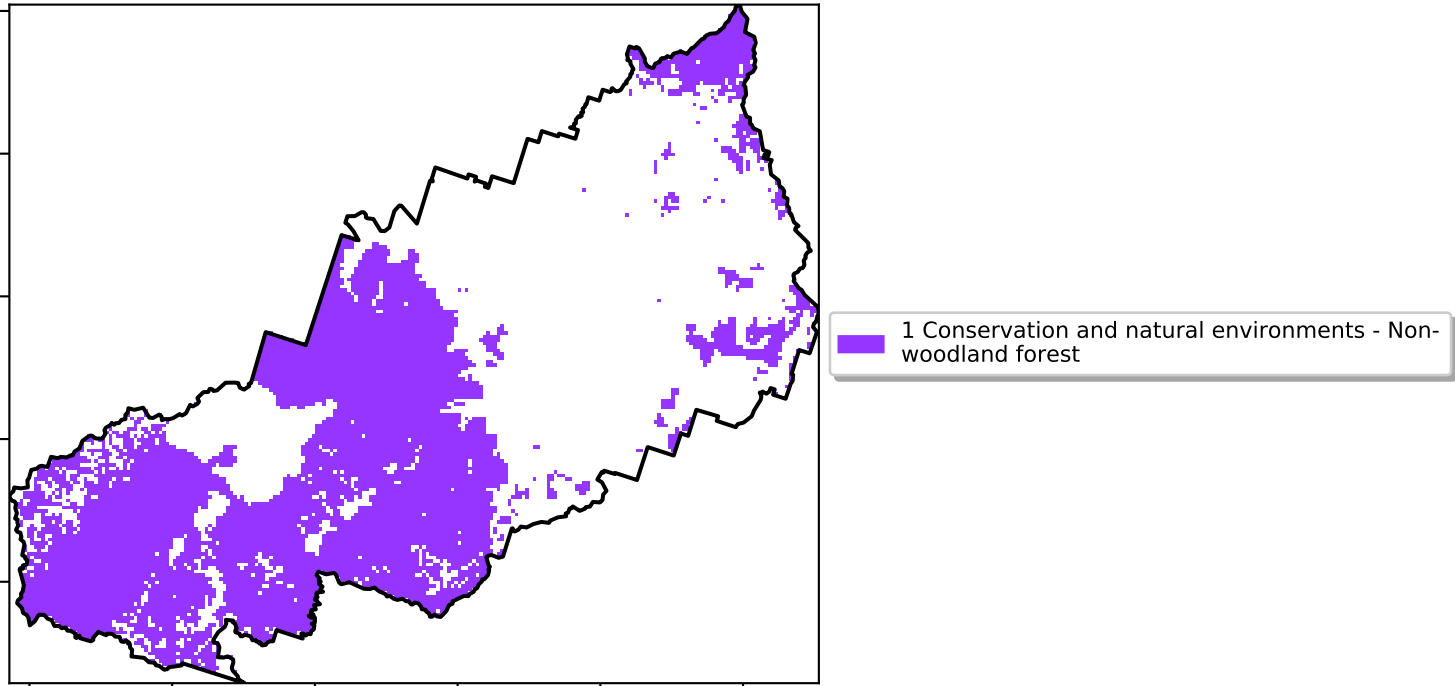 1 Conservation and natural environments - Non-
woodland forest